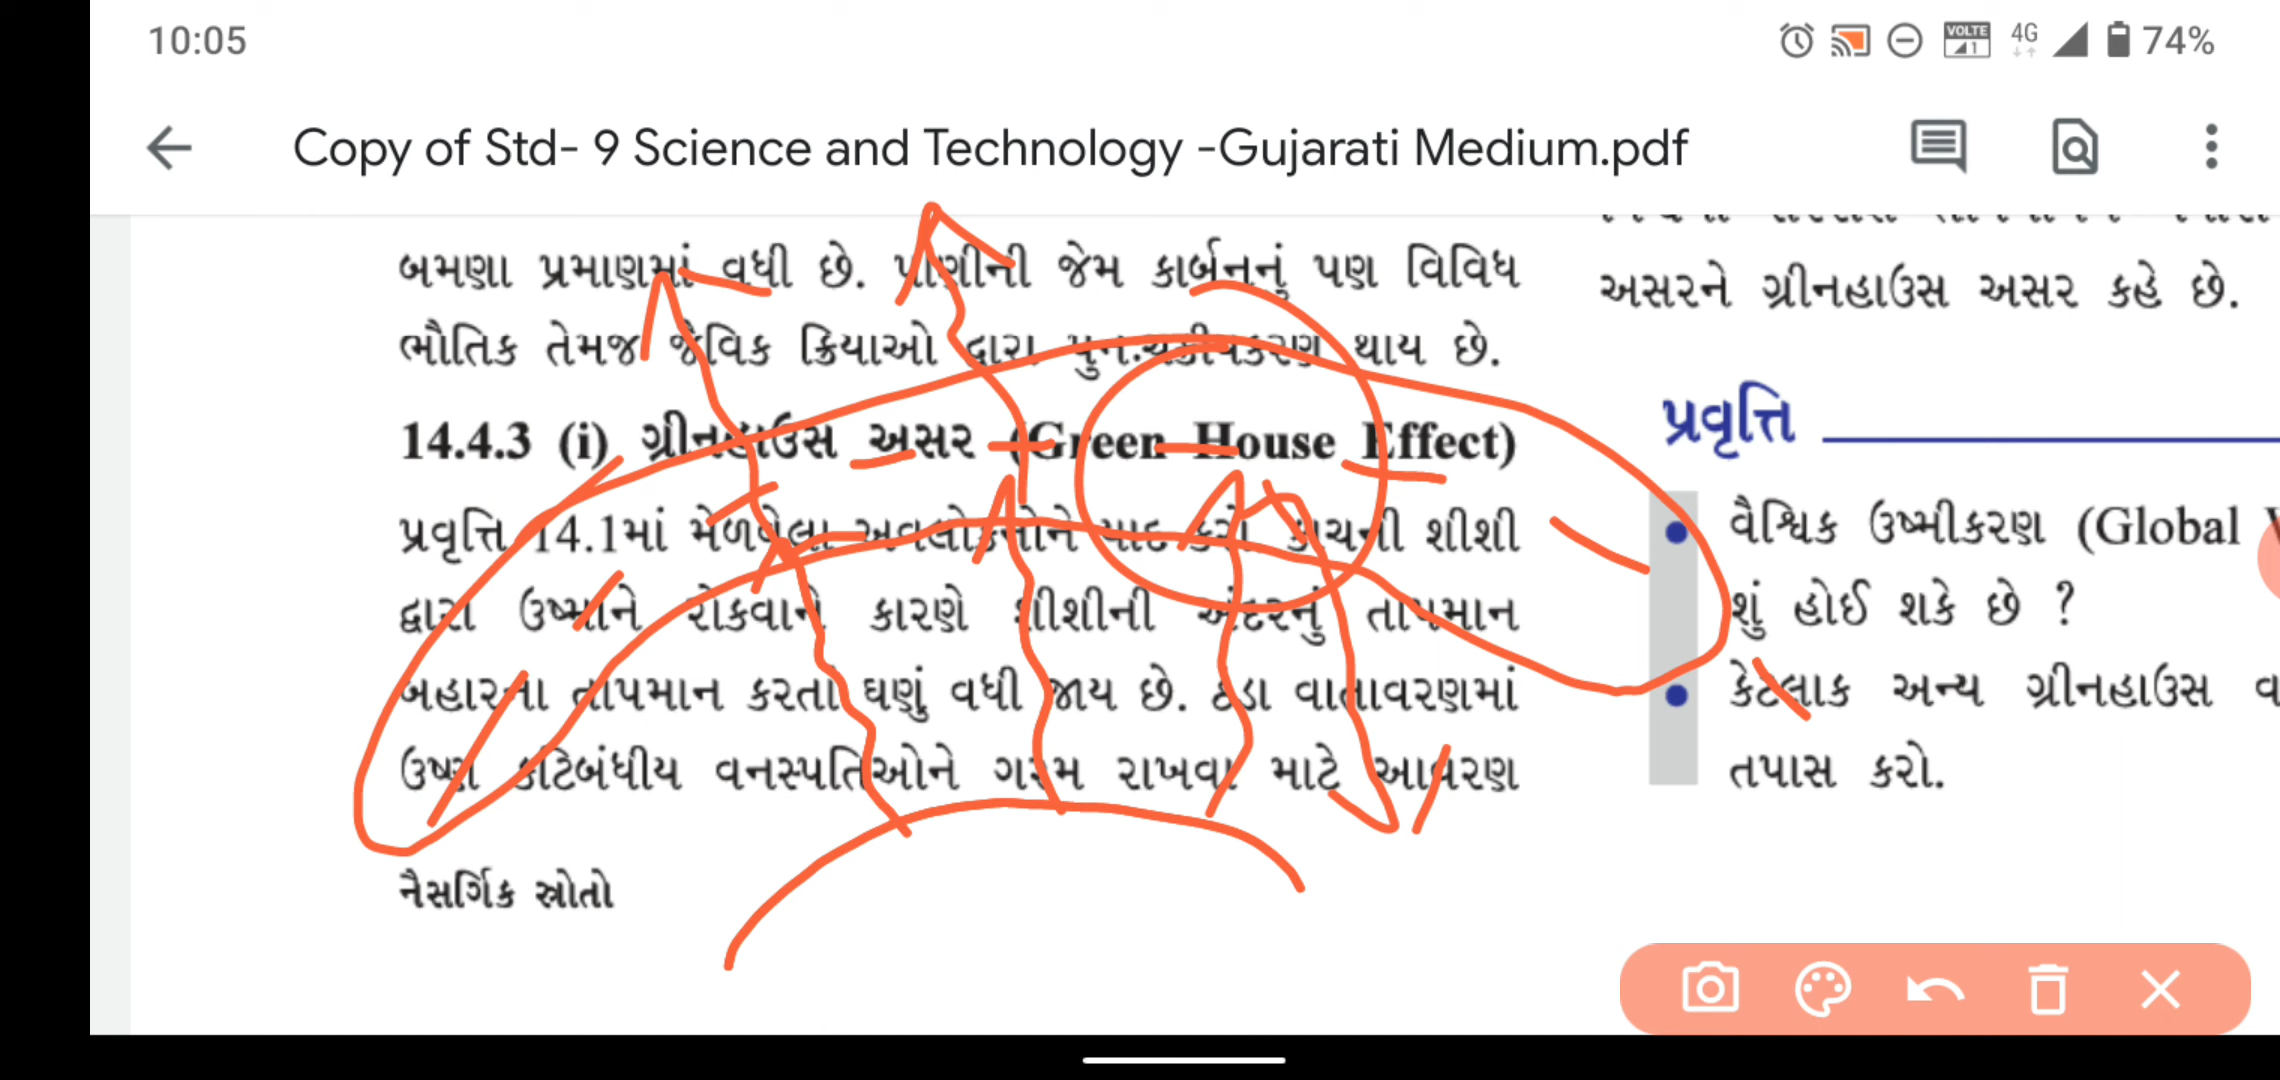 10:05
VOLTE 1 4G 74%
Copy of Std- 9 Science and Technology -Gujarati Medium.pdf
બમણા પ્રમાણમાં વધી છે. પાણીની જેમ કાર્બનનું પણ વિવિધ
ભૌતિક તેમજ જૈવિક ક્રિયાઓ દ્વારા પુનઃચક્રીયકરણ થાય છે.
14.4.3 (i) ગ્રીનહાઉસ અસર (Green House Effect)
પ્રવૃત્તિ 14.1માં મેળવેલા અવલોકનોને યાદ કરો કાચની શીશી
દ્વારા ઉષ્માને રોકવાને કારણે શીશીની અંદરનું તાપમાન
બહારના તાપમાન કરતાં ઘણું વધી જાય છે. ઠંડા વાતાવરણમાં
ઉષ્ણ કટિબંધીય વનસ્પતિઓને ગરમ રાખવા માટે આવરણ
નૈસર્ગિક સ્રોતો
અસરને ગ્રીનહાઉસ અસર કહે છે.
પ્રવૃત્તિ
• વૈશ્વિક ઉષ્મીકરણ (Global
શું હોઈ શકે છે ?
• કેટલાક અન્ય ગ્રીનહાઉસ વ
તપાસ કરો.